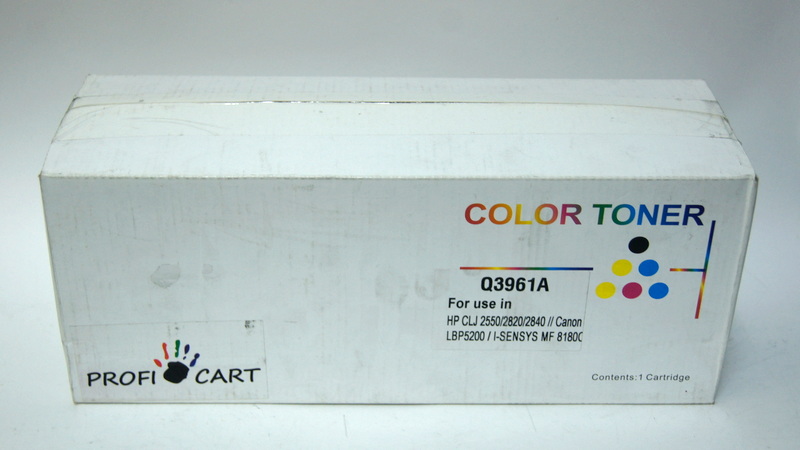 COLOR TONER
Q3961A
For use in
HP CLJ 2550/2820/2840 // Canon
LBP5200 / I-SENSYS MF 8180C
PROFI CART
Contents:1 Cartridge